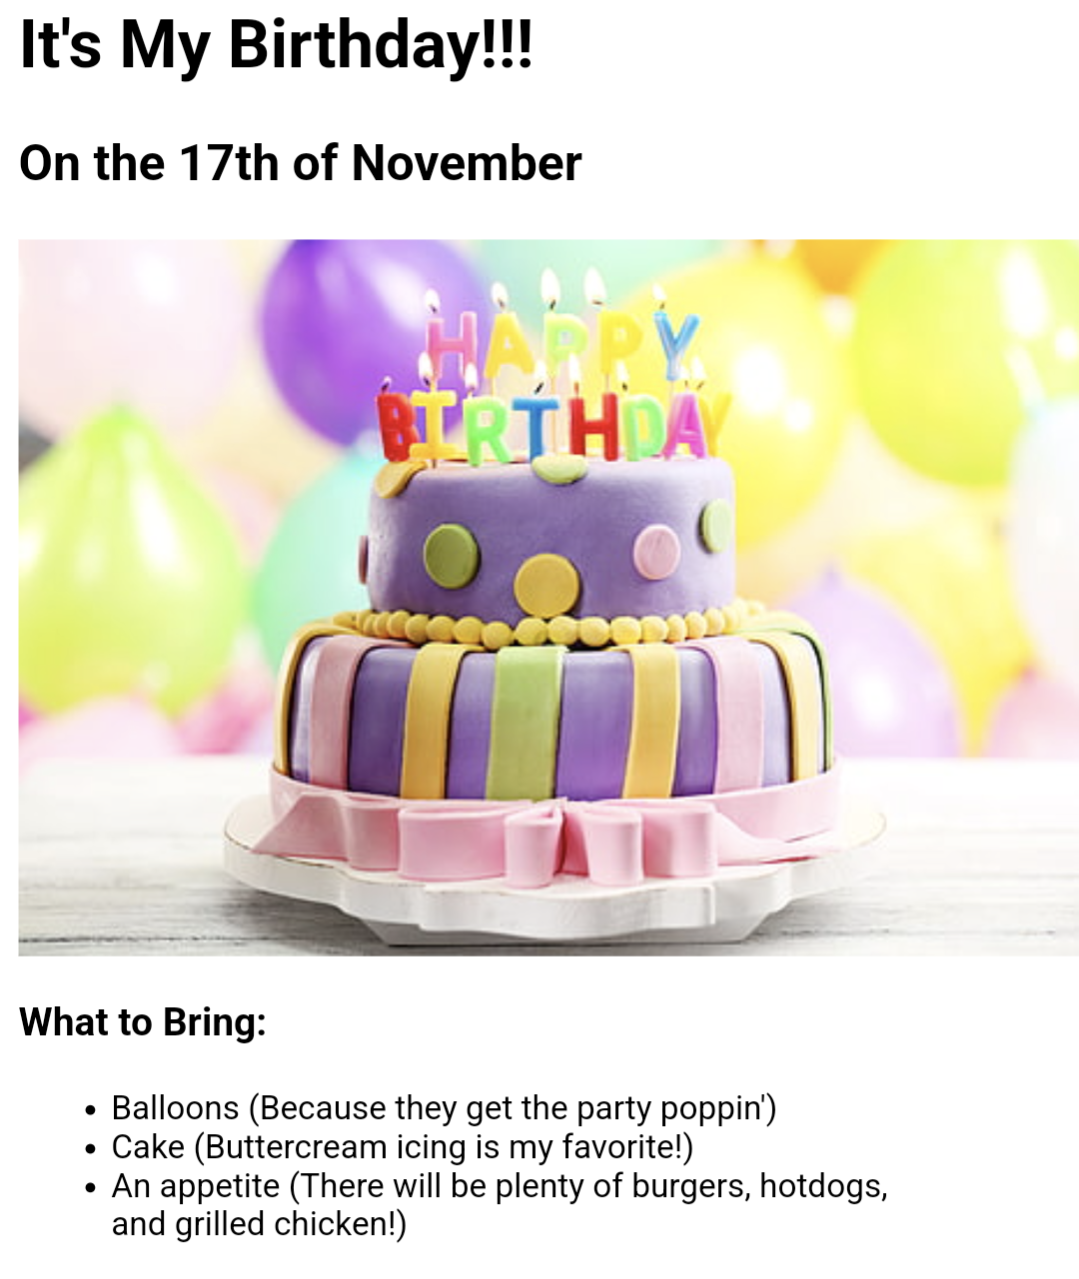 It's My Birthday!!!
On the 17th of November
HAPPY
BIRTHDAY
What to Bring:
• Balloons (Because they get the party poppin')
• Cake (Buttercream icing is my favorite!)
• An appetite (There will be plenty of burgers, hotdogs,
and grilled chicken!)